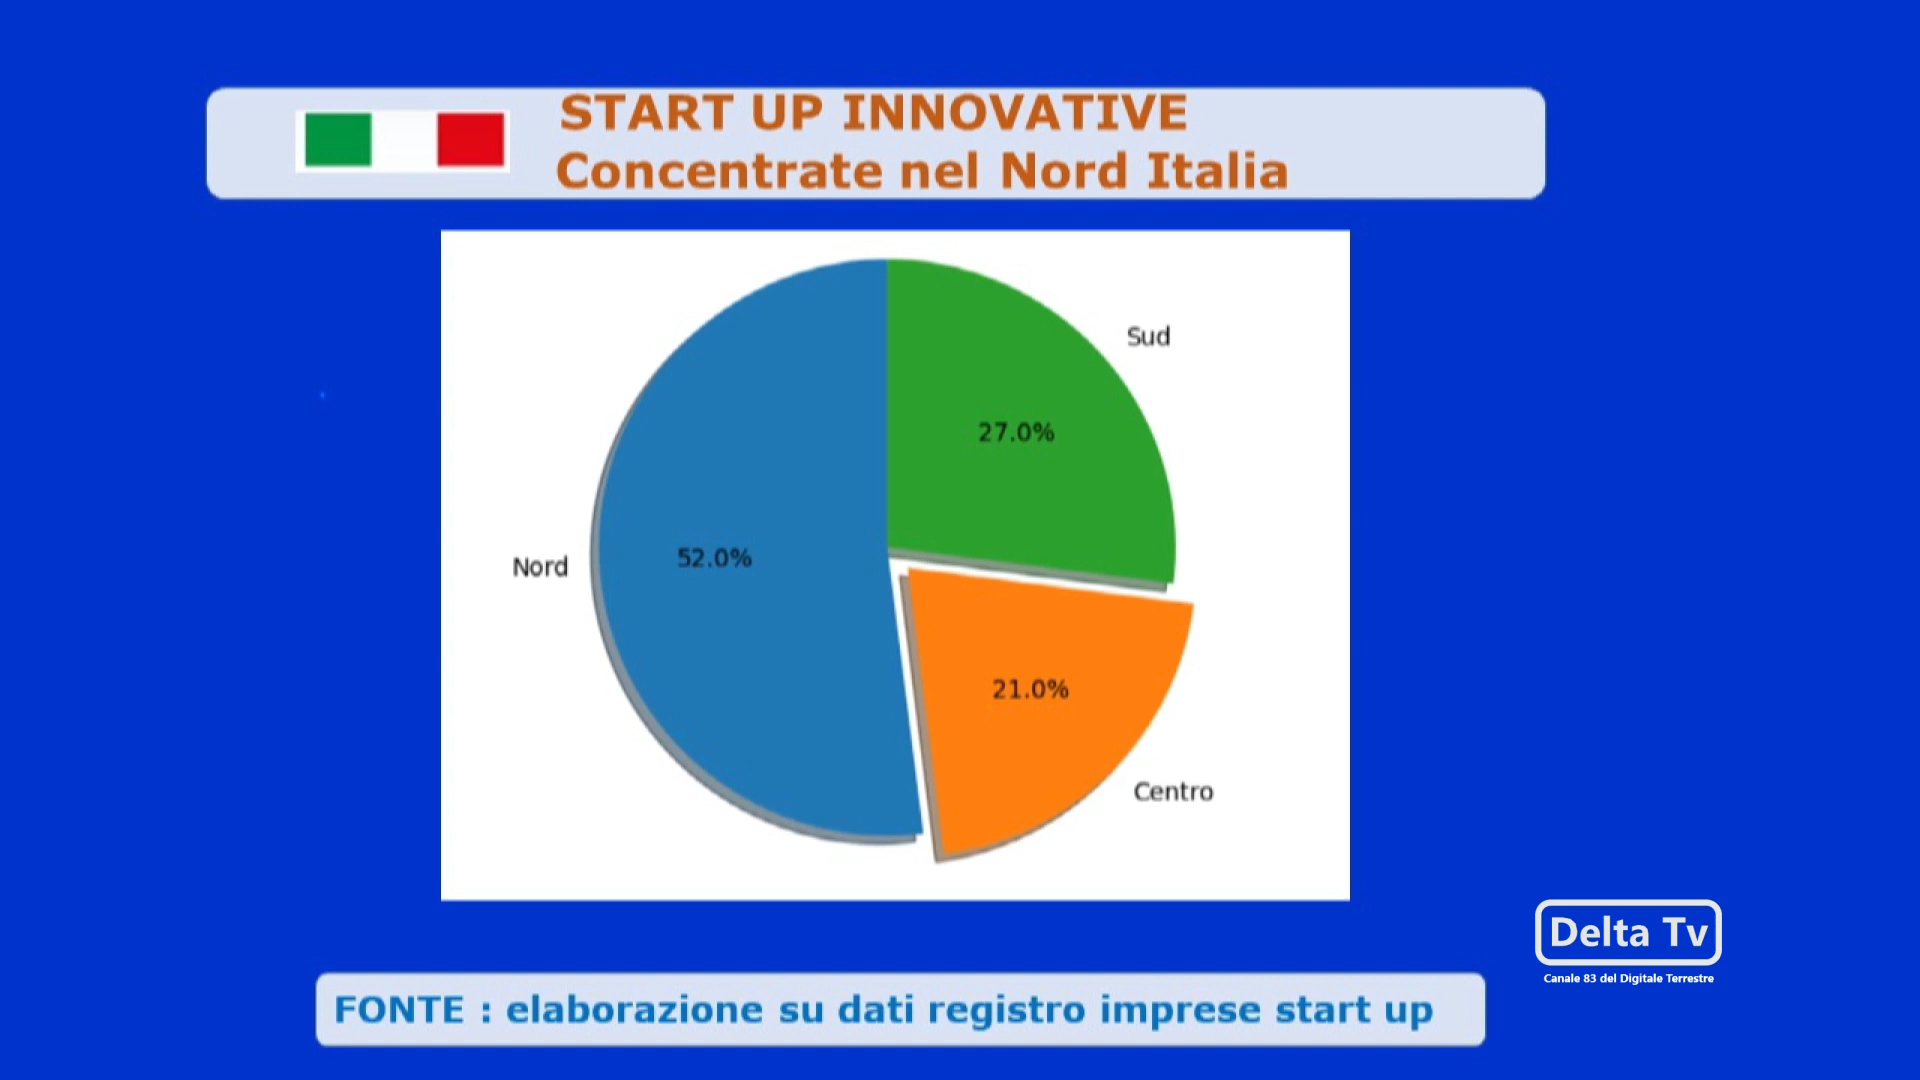 START UP INNOVATIVE
Concentrate nel Nord Italia
Sud
27.0%
Nord
52.0%
21.0%
Centro
Delta Tv
Canale 83 del Digitale Terrestre
FONTE : elaborazione su dati registro imprese start up